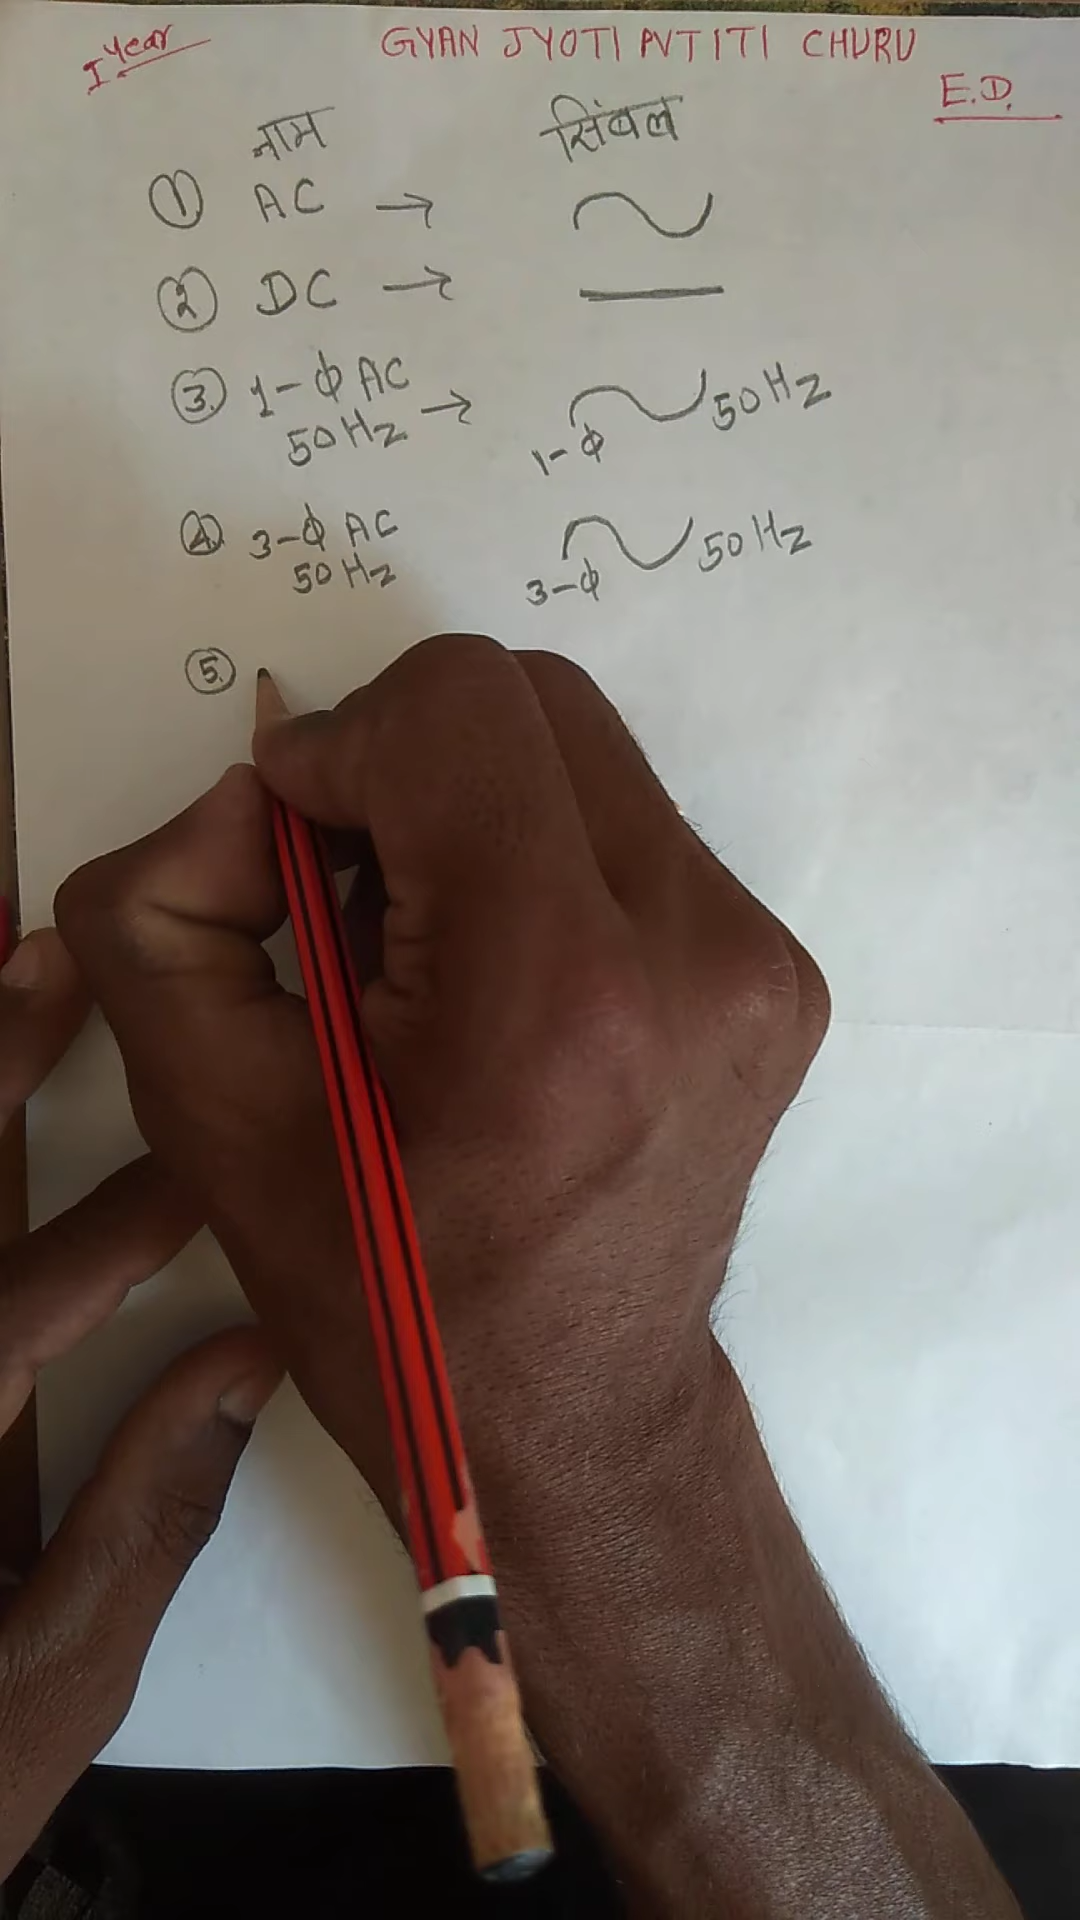 I Year
GYAN JYOTI PVT ITI CHURU
E.D.
नाम सिंबल
① AC → ~
② DC → —
③. 1-ϕ AC 50 Hz → 1-ϕ ~ 50 Hz
④. 3-ϕ AC 50 Hz 3-ϕ ~ 50 Hz
⑤.